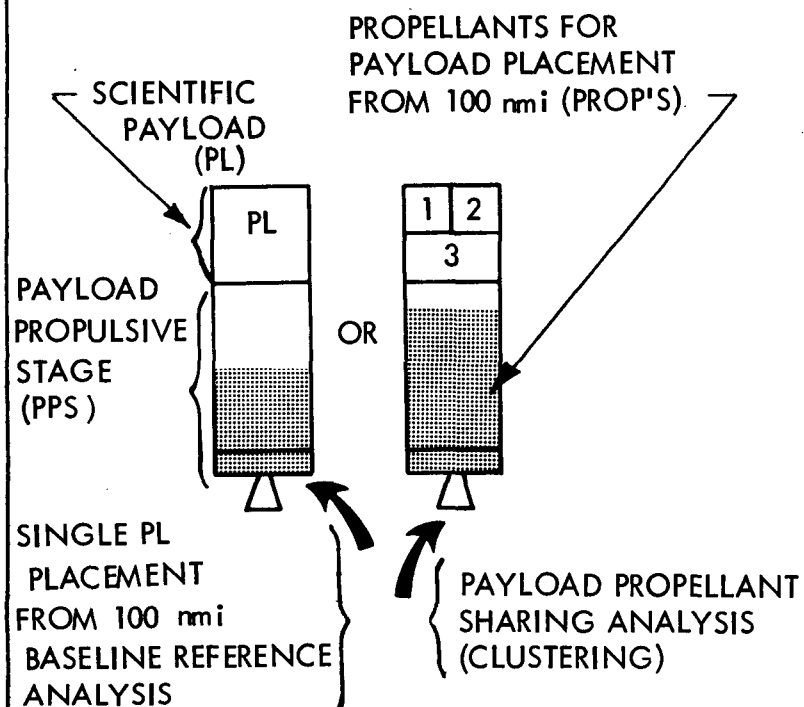 PROPELLANTS FOR
PAYLOAD PLACEMENT
FROM 100 nmi (PROP'S)
SCIENTIFIC
PAYLOAD
(PL)
PL
1 2
3
PAYLOAD
PROPULSIVE
STAGE
(PPS)
OR
SINGLE PL
PLACEMENT
FROM 100 nmi
BASELINE REFERENCE
ANALYSIS
PAYLOAD PROPELLANT
SHARING ANALYSIS
(CLUSTERING)